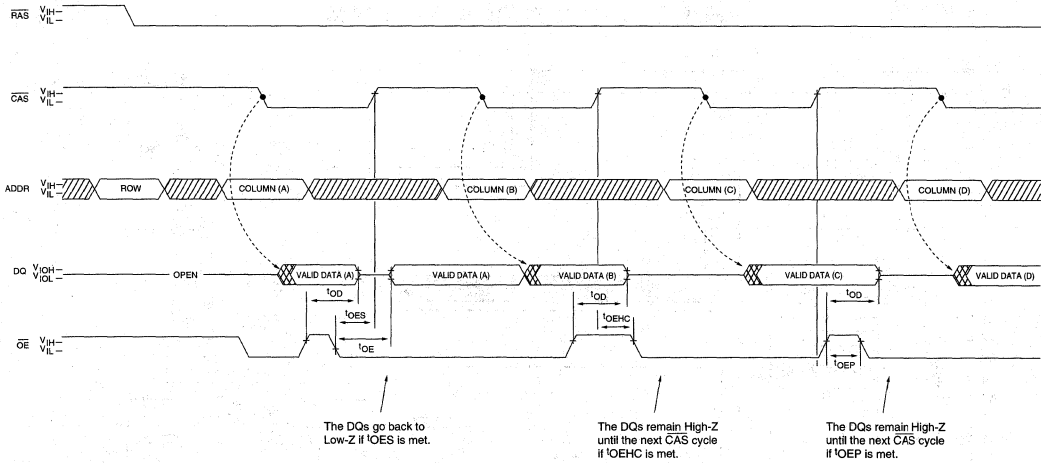 RAS VIH
VIL
CAS VIH
VIL
ADDR VIH
VIL
ROW COLUMN (A) COLUMN (B) COLUMN (C) COLUMN (D)
DQ VIOH
VIOL
OPEN VALID DATA (A) VALID DATA (A) VALID DATA (B) VALID DATA (C) VALID DATA (D)
tOD tOD tOD
tOES tOEHC
tOE
OE VIH
VIL
tOEP
The DQs go back to
Low-Z if tOES is met.
The DQs remain High-Z
until the next CAS cycle
if tOEHC is met.
The DQs remain High-Z
until the next CAS cycle
if tOEP is met.